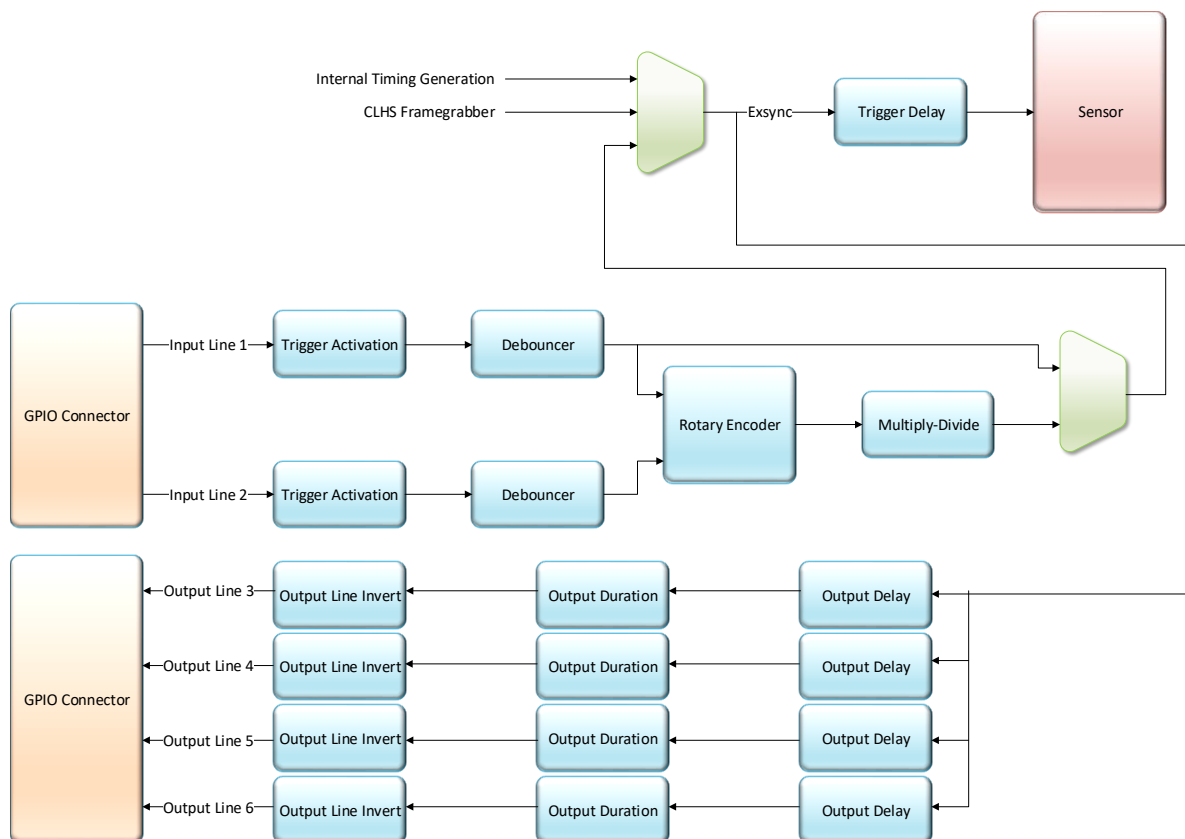 Internal Timing Generation
CLHS Framegrabber
Exsync
Trigger Delay
Sensor
GPIO Connector
Input Line 1
Trigger Activation
Debouncer
Rotary Encoder
Multiply-Divide
Input Line 2
Trigger Activation
Debouncer
GPIO Connector
Output Line 3
Output Line Invert
Output Duration
Output Delay
Output Line 4
Output Line Invert
Output Duration
Output Delay
Output Line 5
Output Line Invert
Output Duration
Output Delay
Output Line 6
Output Line Invert
Output Duration
Output Delay